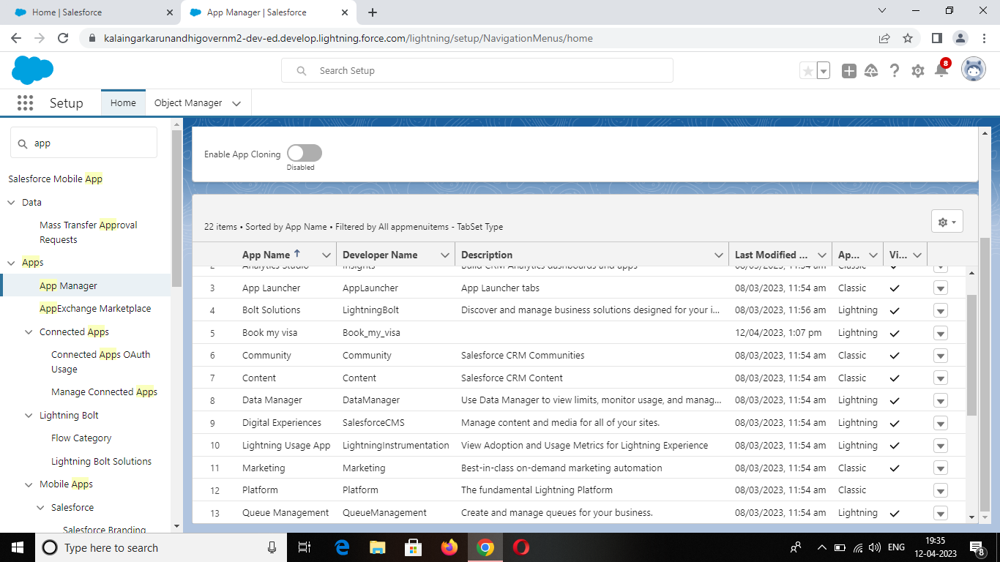 Home | Salesforce
App Manager | Salesforce
kalaingarkarunandhigovernm2-dev-ed.develop.lightning.force.com/lightning/setup/NavigationMenus/home
Search Setup
8
Setup
Home
Object Manager
app
Salesforce Mobile App
Data
Mass Transfer Approval
Requests
Apps
App Manager
AppExchange Marketplace
Connected Apps
Connected Apps OAuth
Usage
Manage Connected Apps
Lightning Bolt
Flow Category
Lightning Bolt Solutions
Mobile Apps
Salesforce
Salesforce Branding
Enable App Cloning
Disabled
22 items • Sorted by App Name • Filtered by All appmenuitems - TabSet Type
App Name Developer Name Description Last Modified ... Ap... Vi...
2 Analytics Studio Insights Build CRM Analytics dashboards and apps 08/03/2023, 11:54 am Classic
3 App Launcher AppLauncher App Launcher tabs 08/03/2023, 11:54 am Classic
4 Bolt Solutions LightningBolt Discover and manage business solutions designed for your i... 08/03/2023, 11:56 am Lightning
5 Book my visa Book_my_visa 12/04/2023, 1:07 pm Lightning
6 Community Community Salesforce CRM Communities 08/03/2023, 11:54 am Classic
7 Content Content Salesforce CRM Content 08/03/2023, 11:54 am Classic
8 Data Manager DataManager Use Data Manager to view limits, monitor usage, and manag... 08/03/2023, 11:54 am Lightning
9 Digital Experiences SalesforceCMS Manage content and media for all of your sites. 08/03/2023, 11:54 am Lightning
10 Lightning Usage App LightningInstrumentation View Adoption and Usage Metrics for Lightning Experience 08/03/2023, 11:54 am Lightning
11 Marketing Marketing Best-in-class on-demand marketing automation 08/03/2023, 11:54 am Classic
12 Platform Platform The fundamental Lightning Platform 08/03/2023, 11:54 am Classic
13 Queue Management QueueManagement Create and manage queues for your business. 08/03/2023, 11:54 am Lightning
Type here to search
ENG
19:35
12-04-2023
8